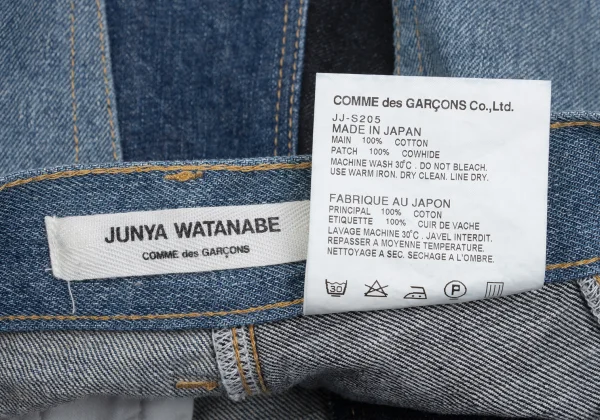 COMME des GARÇONS Co.,Ltd.
JJ-S205
MADE IN JAPAN
MAIN 100% COTTON
PATCH 100% COWHIDE
MACHINE WASH 30℃. DO NOT BLEACH.
USE WARM IRON. DRY CLEAN. LINE DRY.
FABRIQUE AU JAPON
PRINCIPAL 100% COTON
ETIQUETTE 100% CUIR DE VACHE
LAVAGE MACHINE 30℃. JAVEL INTERDIT.
REPASSER A MOYENNE TEMPERATURE.
NETTOYAGE A SEC. SECHAGE A L'OMBRE.
30 P
JUNYA WATANABE
COMME des GARÇONS